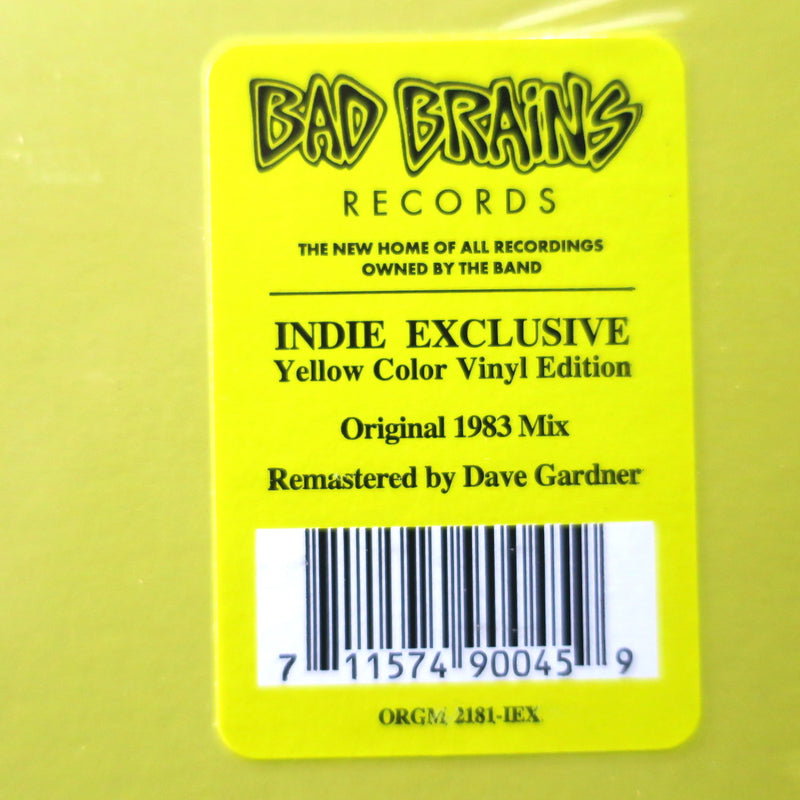 BAD BRAiNS
RECORDS
THE NEW HOME OF ALL RECORDINGS
OWNED BY THE BAND
INDIE EXCLUSIVE
Yellow Color Vinyl Edition
Original 1983 Mix
Remastered by Dave Gardner
7 11574 90045 9
ORGM 2181-IEX